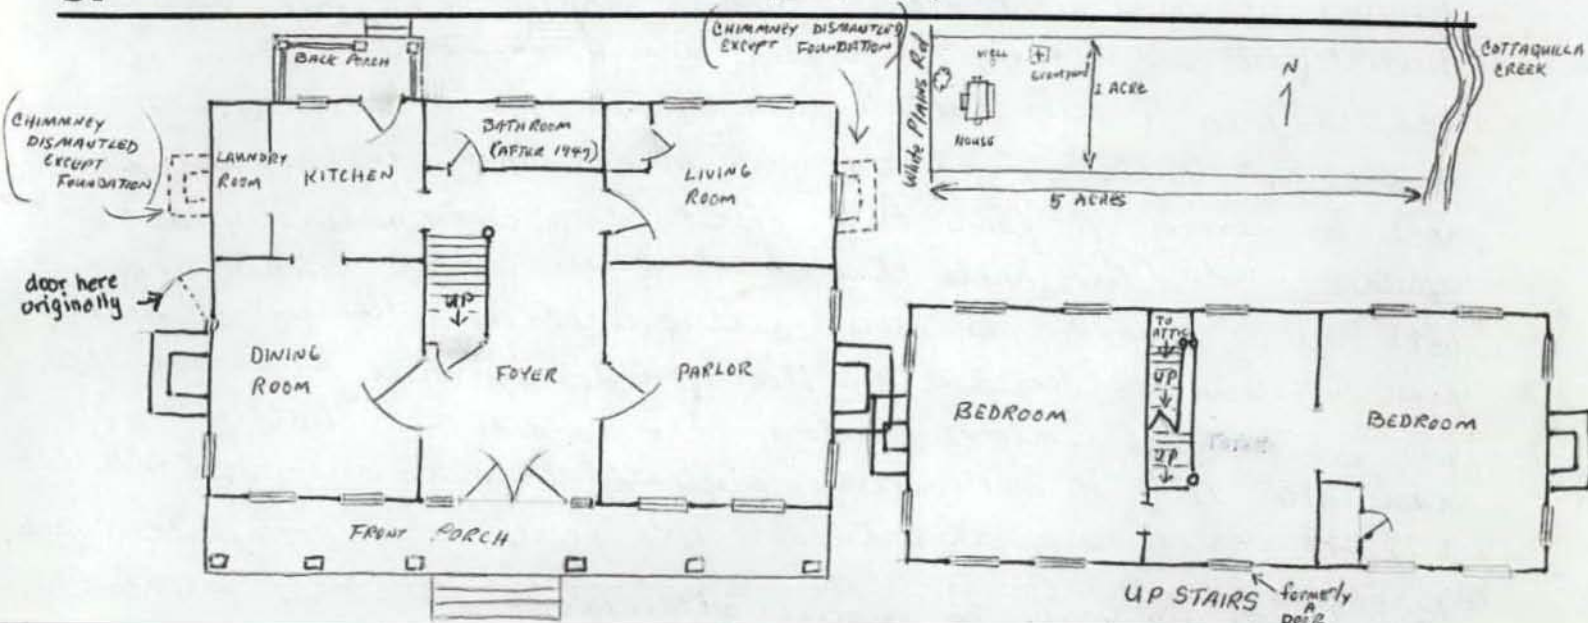 (CHIMNEY DISMANTLED
EXCEPT FOUNDATION)
BACK PORCH
(CHIMNEY
DISMANTLED
EXCEPT
FOUNDATION)
LAUNDRY
ROOM
KITCHEN
BATHROOM
(AFTER 1947)
LIVING
ROOM
door here
originally
UP
DINING
ROOM
FOYER
PARLOR
FRONT PORCH
White Plains Rd
Well
Graveyard
HOUSE
1 ACRE
N
5 ACRES
COTTAQUILLA
CREEK
BEDROOM
TO
ATTIC
UP
UP
BEDROOM
UP STAIRS
formerly
A
DOOR